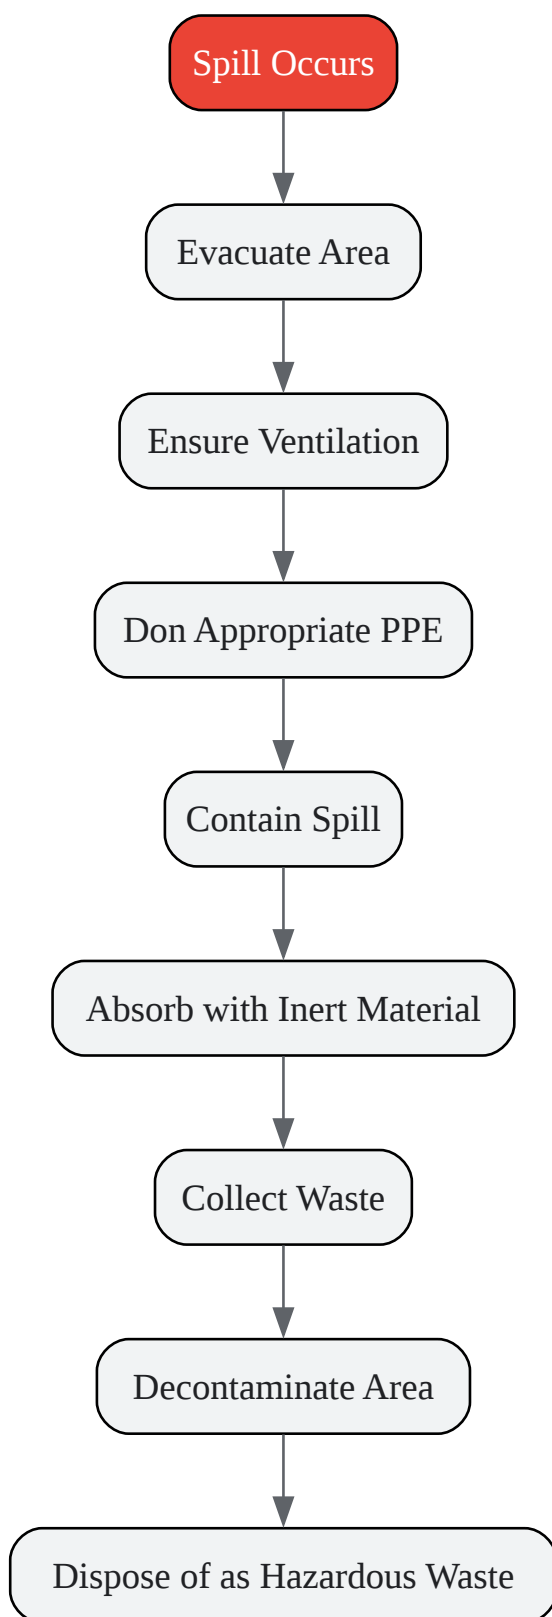 Spill Occurs
Evacuate Area
Ensure Ventilation
Don Appropriate PPE
Contain Spill
Absorb with Inert Material
Collect Waste
Decontaminate Area
Dispose of as Hazardous Waste